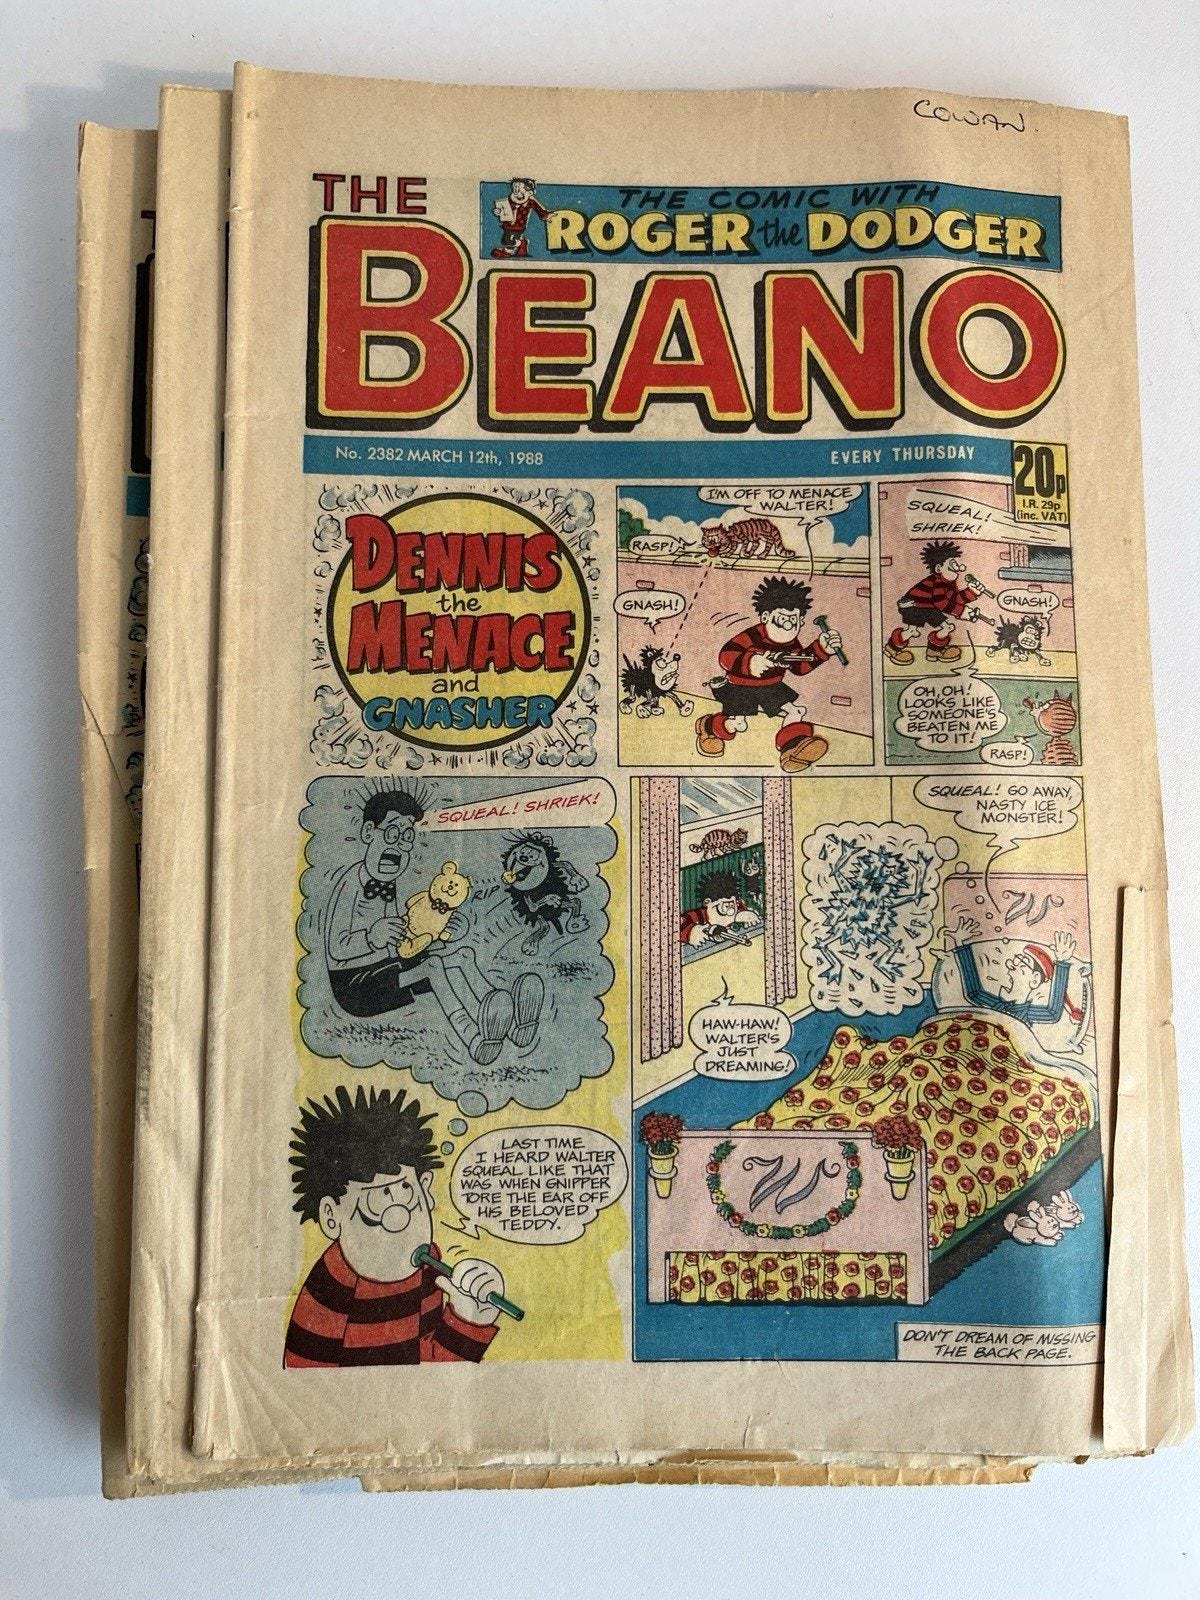 COWAN.
THE
THE COMIC WITH
ROGER the DODGER
BEANO
No. 2382 MARCH 12th, 1988
EVERY THURSDAY
20p
I.R. 29p
(inc. VAT)
DENNIS
the
MENACE
and
GNASHER
I'M OFF TO MENACE
WALTER!
RASP!
GNASH!
SQUEAL!
SHRIEK!
GNASH!
OH, OH!
LOOKS LIKE
SOMEONE'S
BEATEN ME
TO IT!
RASP!
SQUEAL! SHRIEK!
RIP
LAST TIME
I HEARD WALTER
SQUEAL LIKE THAT
WAS WHEN GNIPPER
TORE THE EAR OFF
HIS BELOVED
TEDDY.
SQUEAL! GO AWAY,
NASTY ICE
MONSTER!
W
HAW-HAW!
WALTER'S
JUST
DREAMING!
W
DON'T DREAM OF MISSING
THE BACK PAGE.